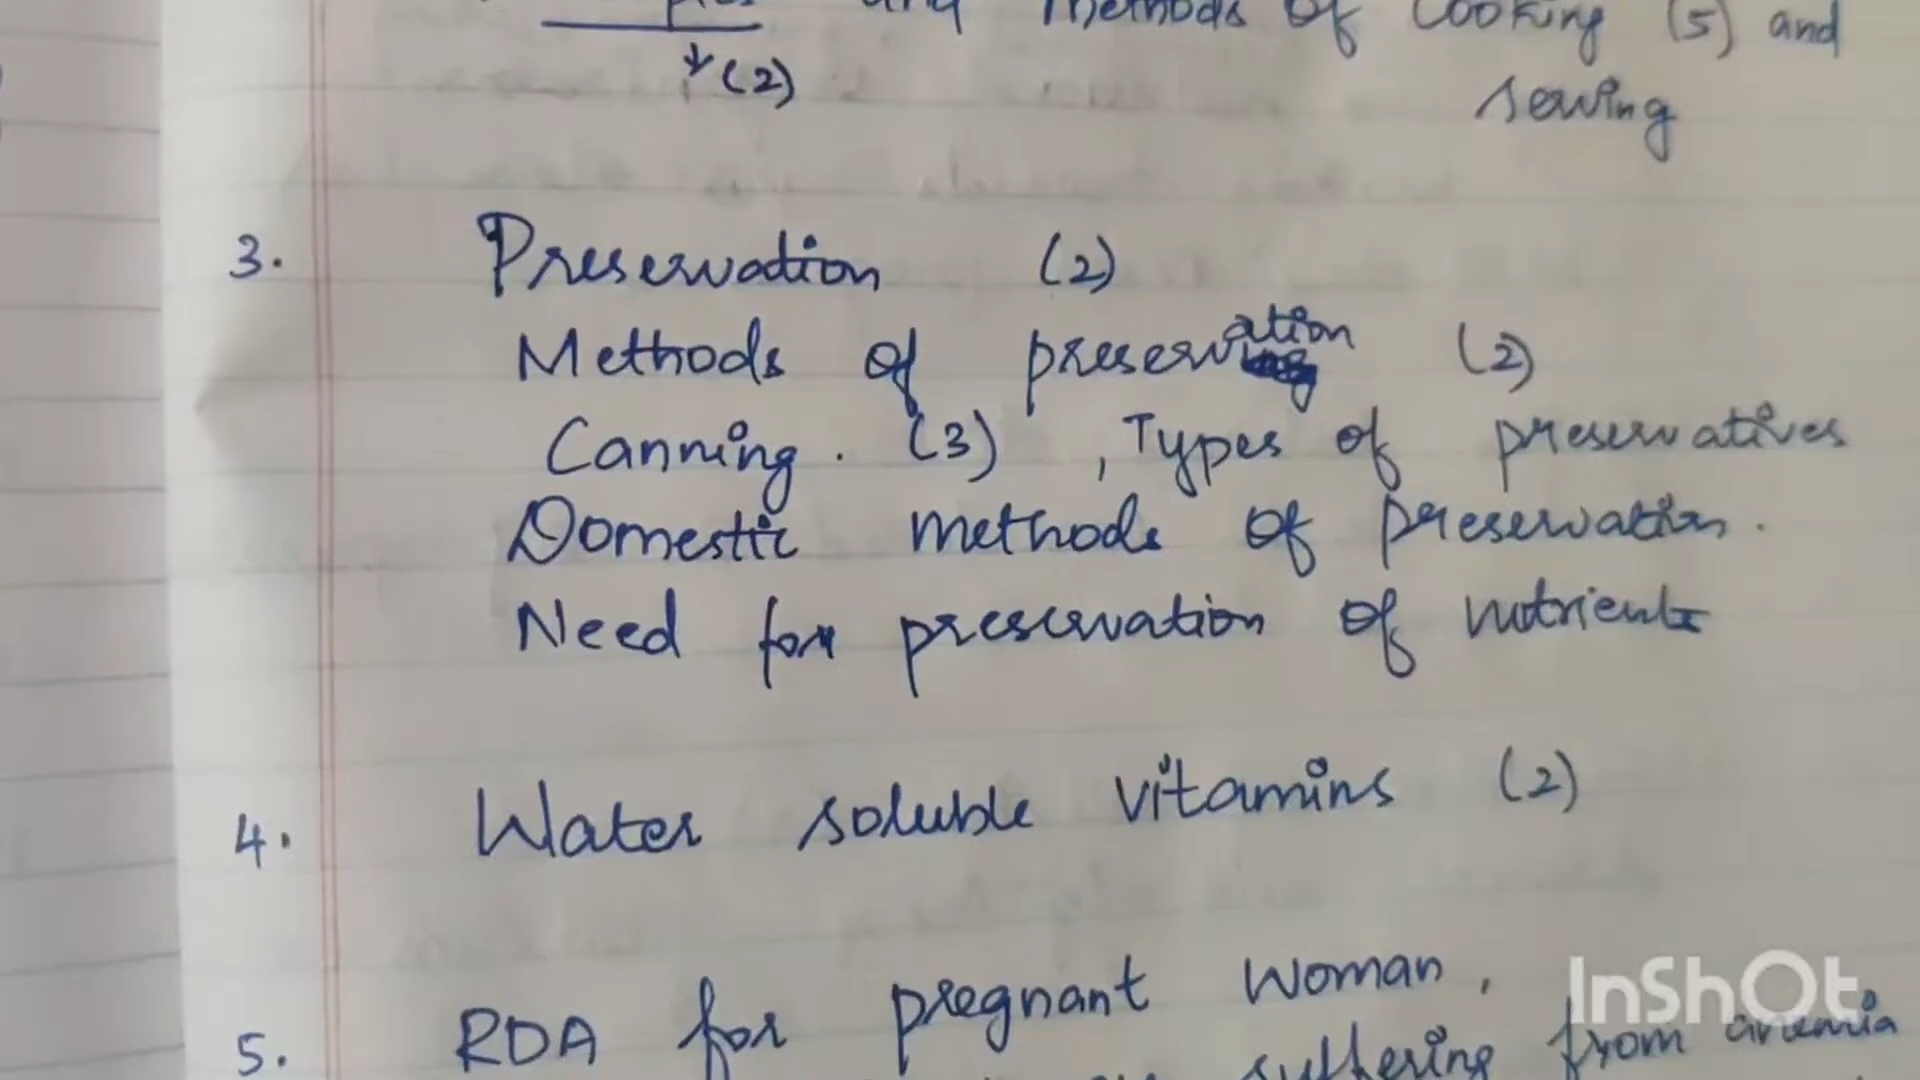 and methods of cooking (5) and
(2) serving
3. Preservation (2)
Methods of preservation (2)
Canning. (3) , Types of preservatives
Domestic methods of preservation.
Need for preservation of nutrients
4. Water soluble vitamins (2)
5. RDA for pregnant woman,
suffering from anemia
InShOt